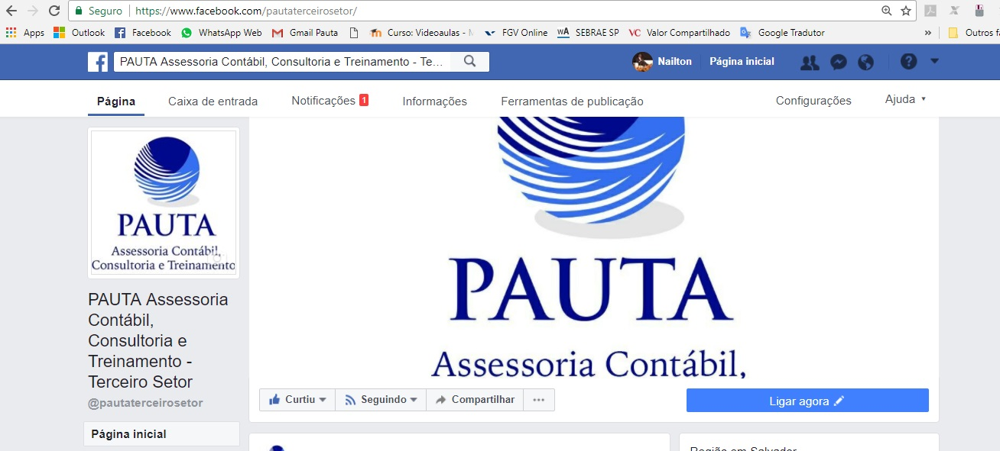 Seguro https://www.facebook.com/pautaterceirosetor/
Apps Outlook Facebook WhatsApp Web Gmail Pauta Curso: Videoaulas - FGV Online wA SEBRAE SP VC Valor Compartilhado Google Tradutor » Outros f
PAUTA Assessoria Contábil, Consultoria e Treinamento - Te... Nailton Página inicial
Página Caixa de entrada Notificações 1 Informações Ferramentas de publicação Configurações Ajuda
PAUTA
Assessoria Contábil,
Consultoria e Treinamento
PAUTA Assessoria
Contábil,
Consultoria e
Treinamento -
Terceiro Setor
@pautaterceirosetor
Página inicial
PAUTA
Assessoria Contábil,
Curtiu Seguindo Compartilhar ... Ligar agora
Região em Salvador